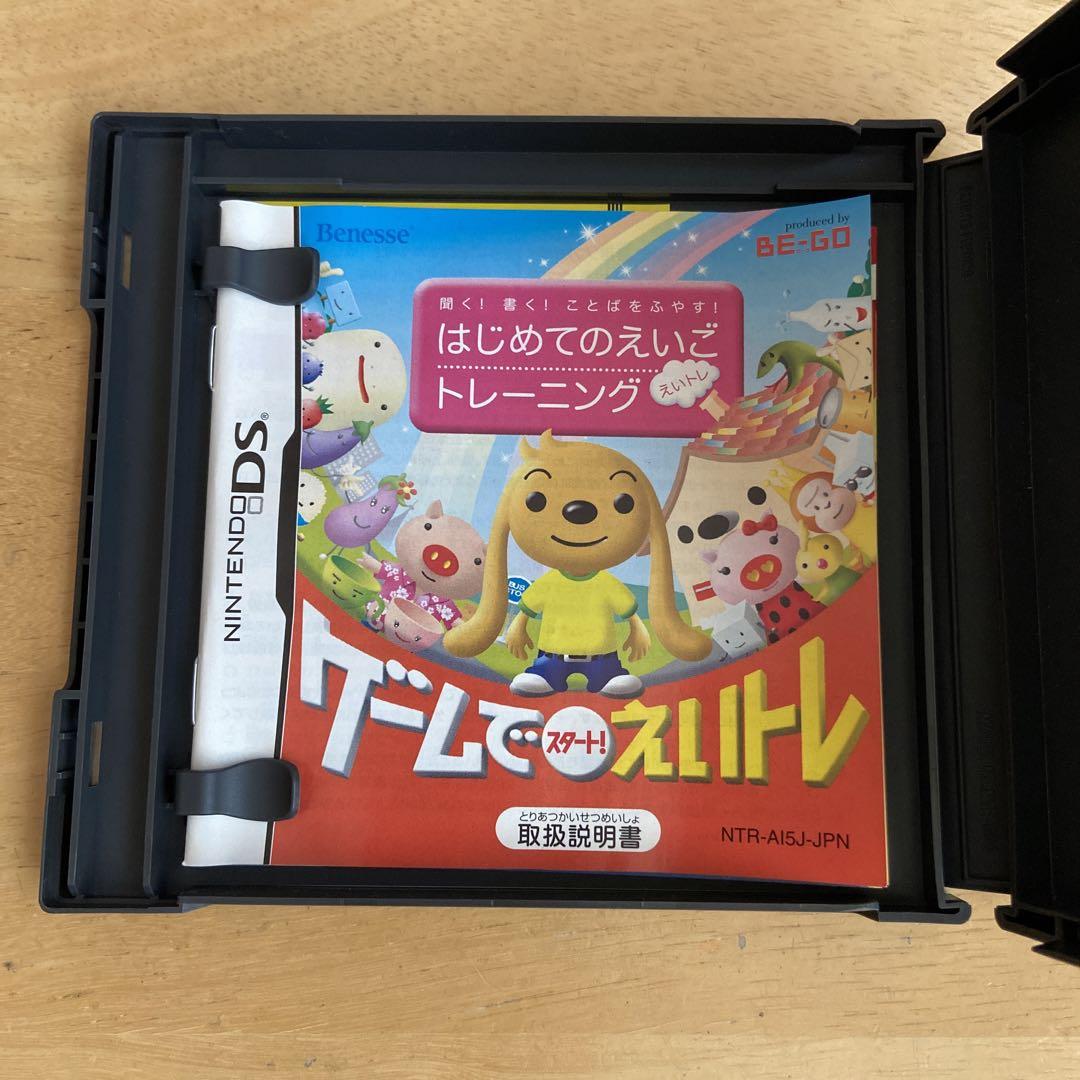 NINTENDO DS®
Benesse®
produced by
BE-GO
聞く! 書く! ことばをふやす!
はじめてのえいご
トレーニング
えいトレ
BUS
STO
ゲームで
スタート!
えいトレ
とりあつかいせつめいしょ
取扱説明書
NTR-AI5J-JPN